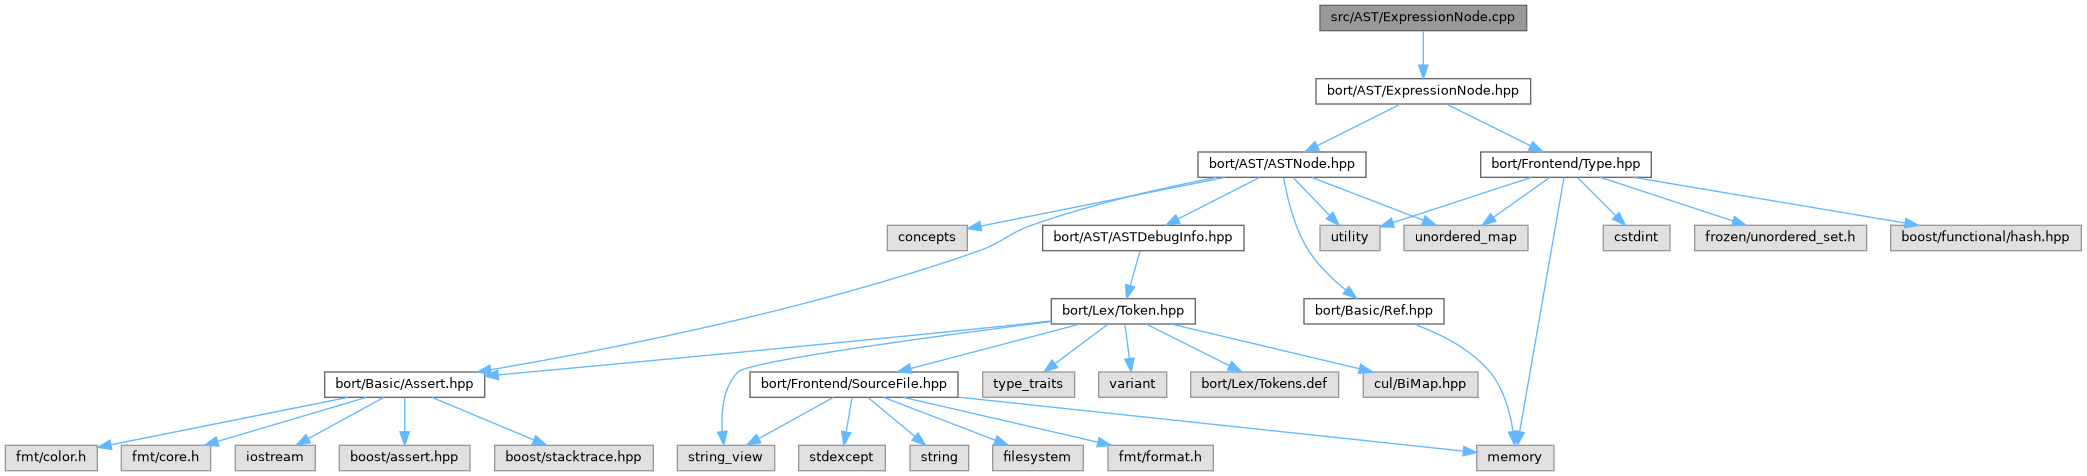 src/AST/ExpressionNode.cpp
bort/AST/ExpressionNode.hpp
bort/AST/ASTNode.hpp
bort/Frontend/Type.hpp
concepts
bort/AST/ASTDebugInfo.hpp
utility
unordered_map
cstdint
frozen/unordered_set.h
boost/functional/hash.hpp
bort/Lex/Token.hpp
bort/Basic/Ref.hpp
bort/Basic/Assert.hpp
bort/Frontend/SourceFile.hpp
type_traits
variant
bort/Lex/Tokens.def
cul/BiMap.hpp
fmt/color.h
fmt/core.h
iostream
boost/assert.hpp
boost/stacktrace.hpp
string_view
stdexcept
string
filesystem
fmt/format.h
memory